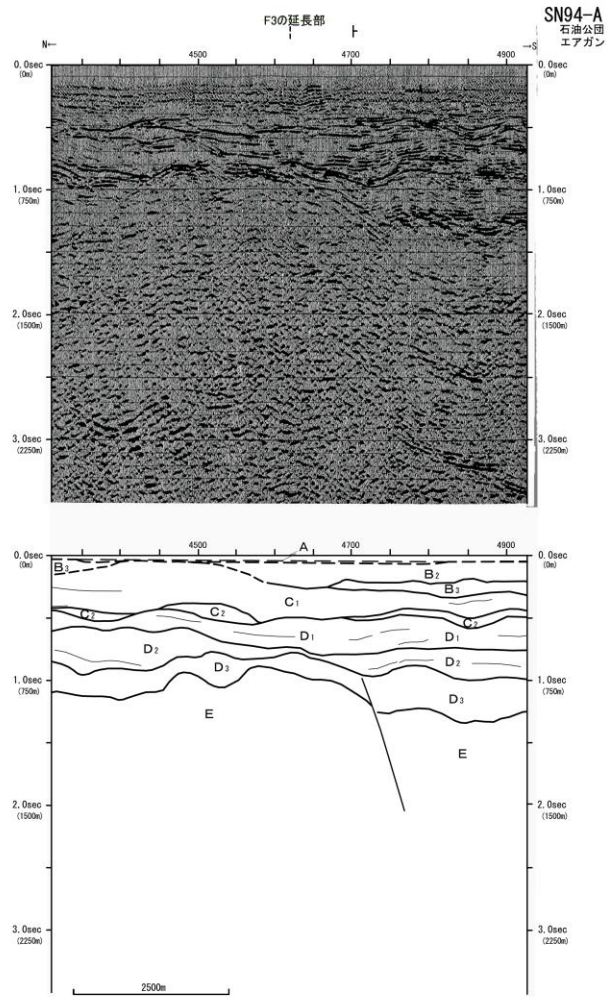 SN94-A
石油公団
エアガン
F3の延長部
N← 4500 4700 4900 →S
0.0sec 0.0sec
(0m) (0m)
1.0sec 1.0sec
(750m) (750m)
2.0sec 2.0sec
(1500m) (1500m)
3.0sec 3.0sec
(2250m) (2250m)
4500 A 4700 4900
0.0sec 0.0sec
(0m) (0m)
B3 B2
B3
C1
C2 C2 C2
D1 D1
D2 D2
D3 D3
1.0sec 1.0sec
(750m) (750m)
E E
2.0sec 2.0sec
(1500m) (1500m)
3.0sec 3.0sec
(2250m) (2250m)
2500m